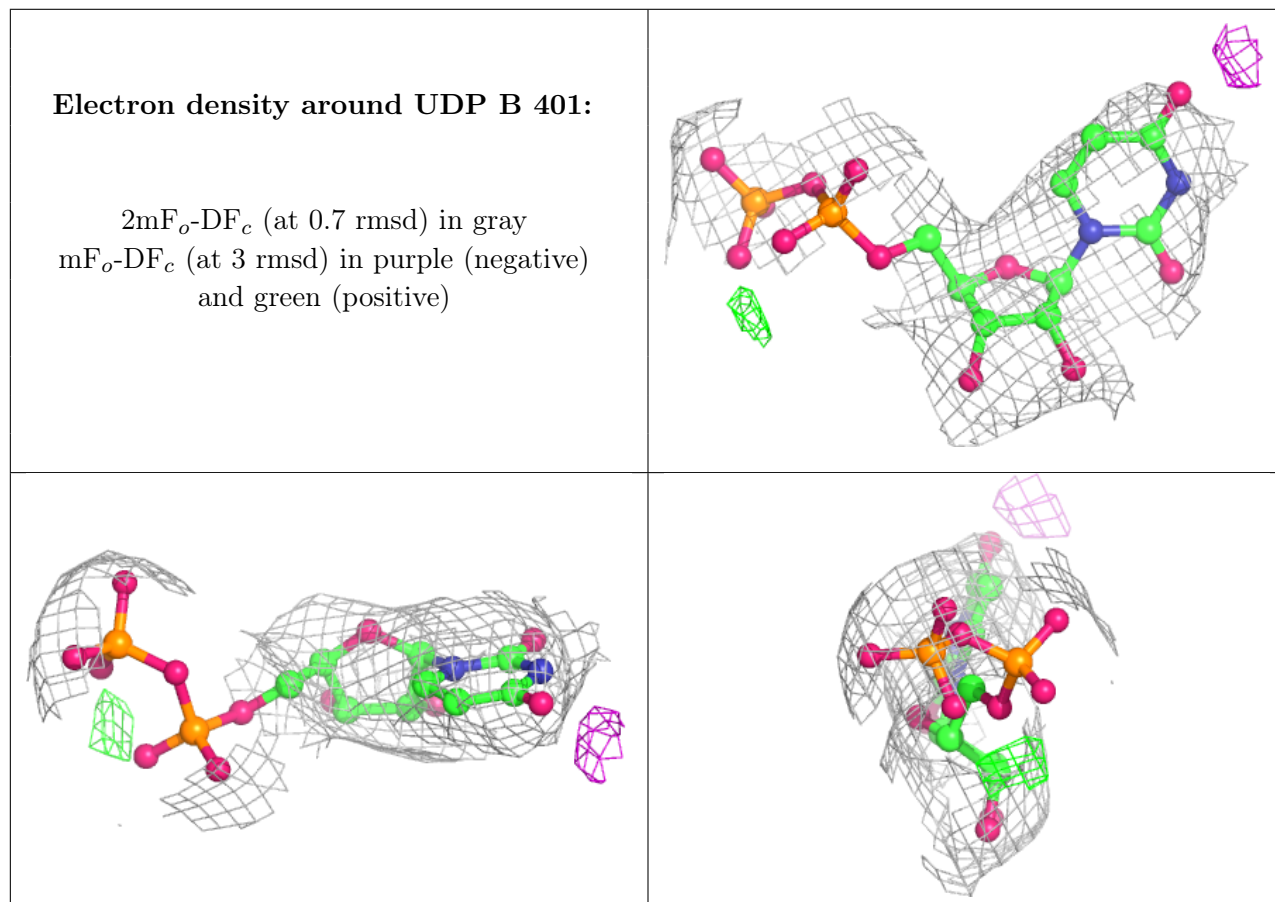 Electron density around UDP B 401:
2mFo-DFc (at 0.7 rmsd) in gray
mFo-DFc (at 3 rmsd) in purple (negative)
and green (positive)